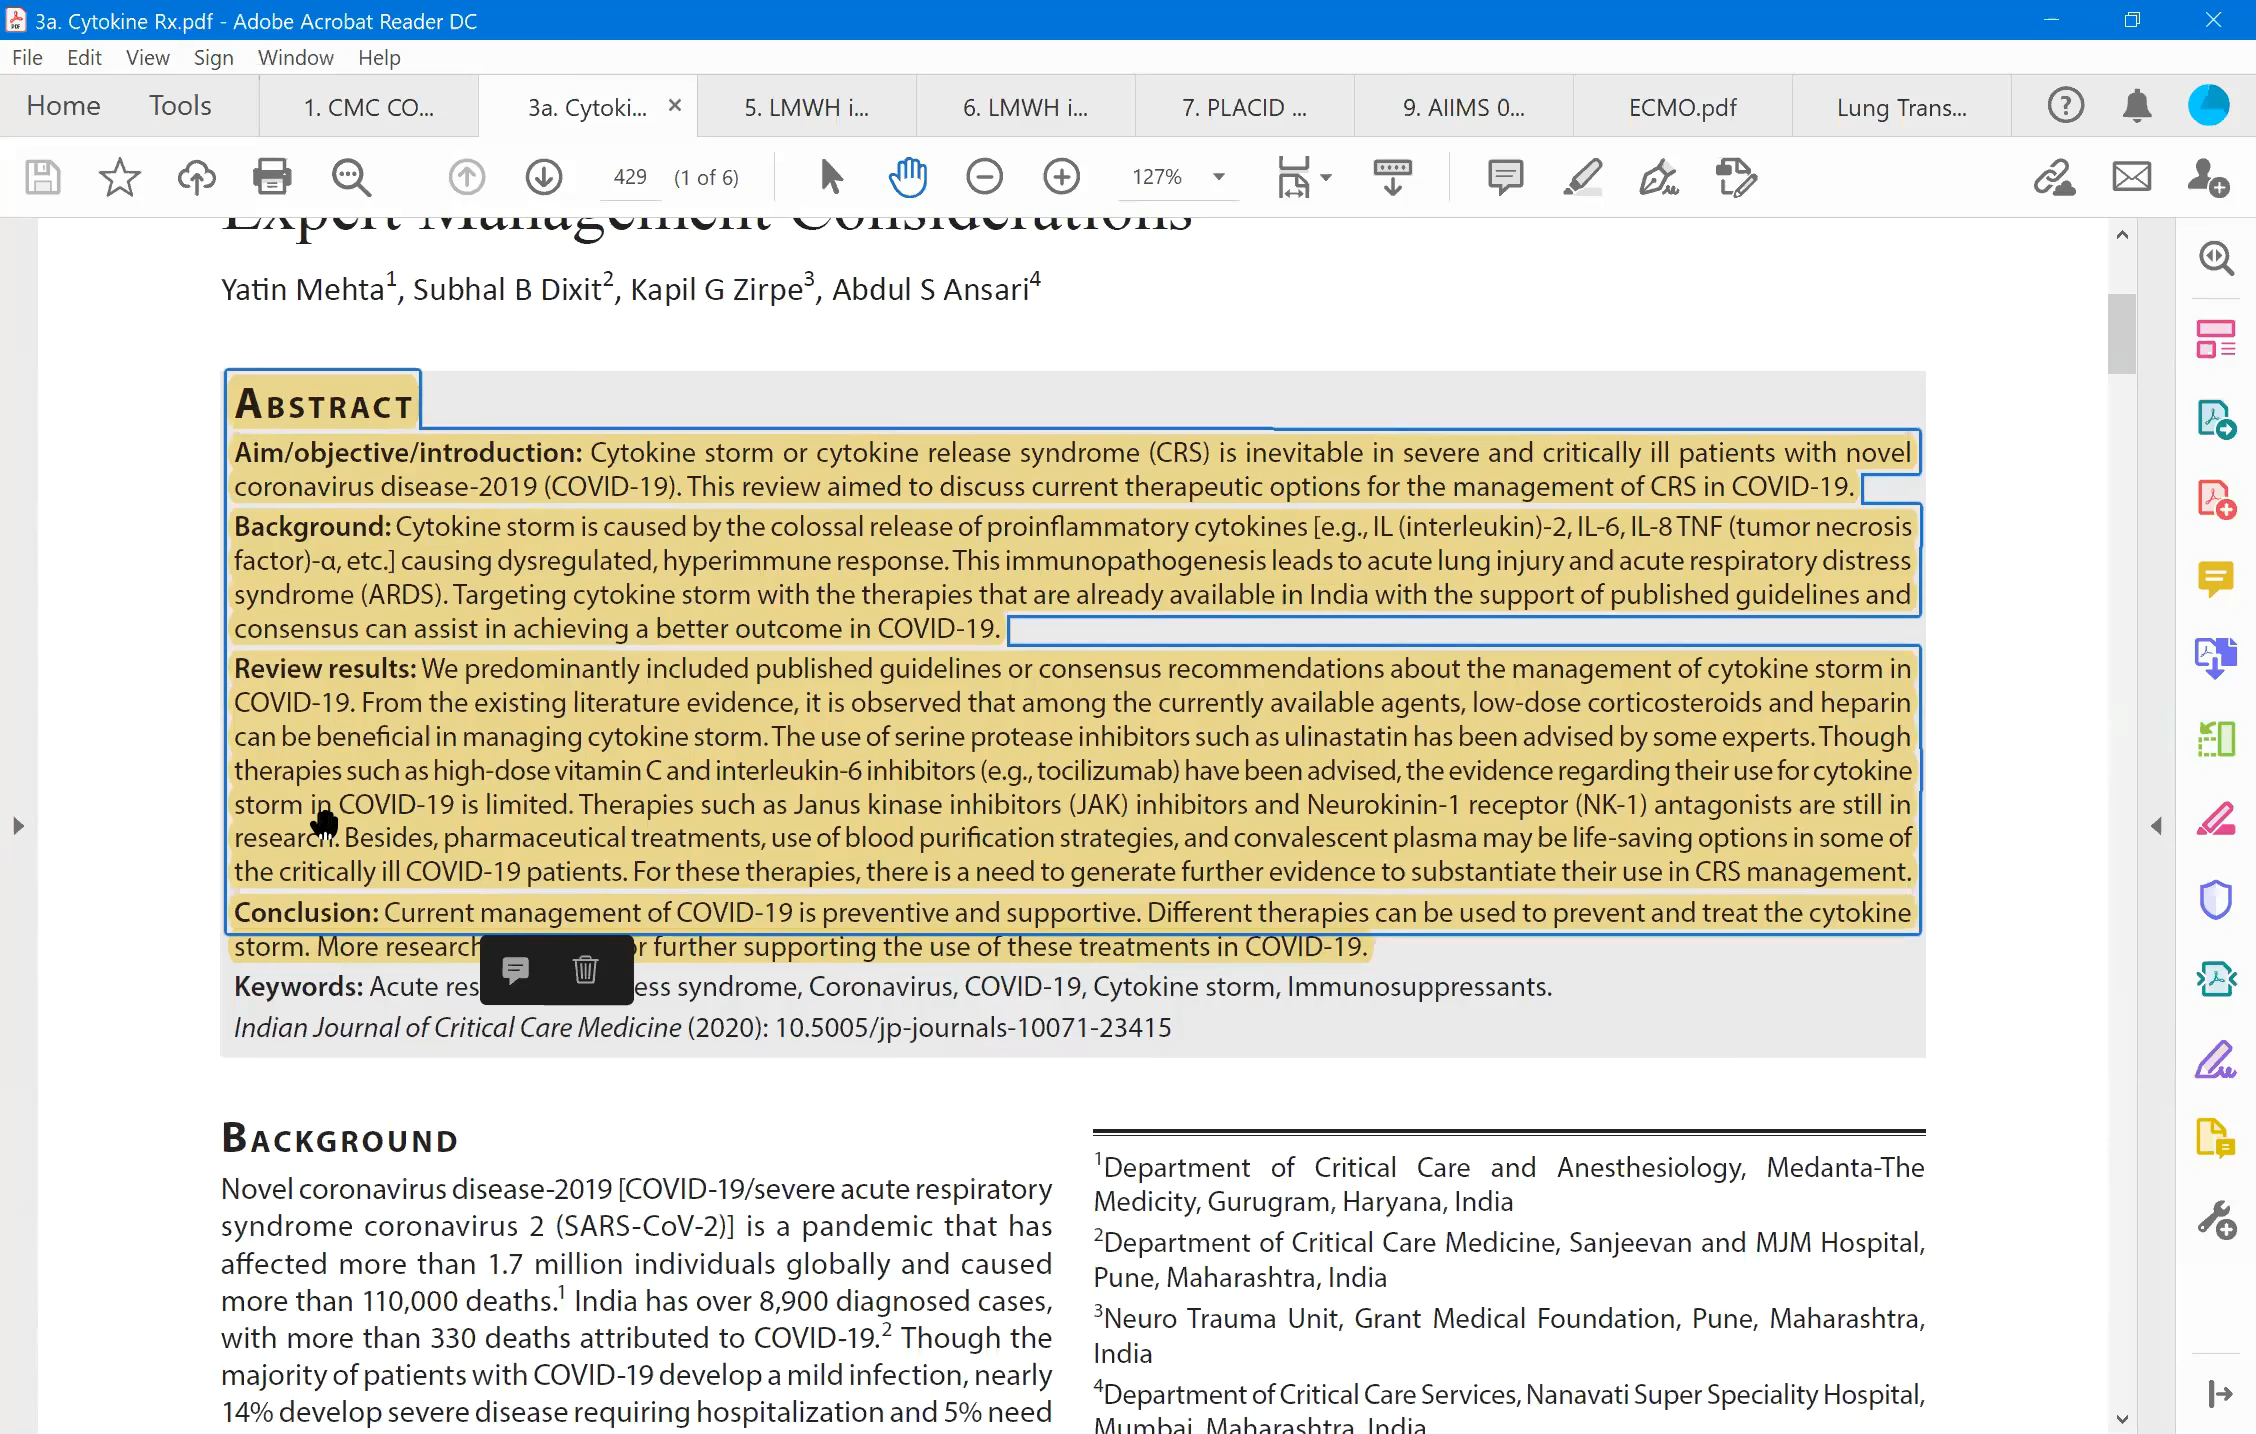 3a. Cytokine Rx.pdf - Adobe Acrobat Reader DC
File Edit View Sign Window Help
Home Tools 1. CMC CO... 3a. Cytoki... × 5. LMWH i... 6. LMWH i... 7. PLACID ... 9. AIIMS 0... ECMO.pdf Lung Trans...
429 (1 of 6) 127%
Expert Management Considerations
Yatin Mehta1, Subhal B Dixit2, Kapil G Zirpe3, Abdul S Ansari4
Abstract
Aim/objective/introduction: Cytokine storm or cytokine release syndrome (CRS) is inevitable in severe and critically ill patients with novel
coronavirus disease-2019 (COVID-19). This review aimed to discuss current therapeutic options for the management of CRS in COVID-19.
Background: Cytokine storm is caused by the colossal release of proinflammatory cytokines [e.g., IL (interleukin)-2, IL-6, IL-8 TNF (tumor necrosis
factor)-α, etc.] causing dysregulated, hyperimmune response. This immunopathogenesis leads to acute lung injury and acute respiratory distress
syndrome (ARDS). Targeting cytokine storm with the therapies that are already available in India with the support of published guidelines and
consensus can assist in achieving a better outcome in COVID-19.
Review results: We predominantly included published guidelines or consensus recommendations about the management of cytokine storm in
COVID-19. From the existing literature evidence, it is observed that among the currently available agents, low-dose corticosteroids and heparin
can be beneficial in managing cytokine storm. The use of serine protease inhibitors such as ulinastatin has been advised by some experts. Though
therapies such as high-dose vitamin C and interleukin-6 inhibitors (e.g., tocilizumab) have been advised, the evidence regarding their use for cytokine
storm in COVID-19 is limited. Therapies such as Janus kinase inhibitors (JAK) inhibitors and Neurokinin-1 receptor (NK-1) antagonists are still in
research. Besides, pharmaceutical treatments, use of blood purification strategies, and convalescent plasma may be life-saving options in some of
the critically ill COVID-19 patients. For these therapies, there is a need to generate further evidence to substantiate their use in CRS management.
Conclusion: Current management of COVID-19 is preventive and supportive. Different therapies can be used to prevent and treat the cytokine
storm. More research further supporting the use of these treatments in COVID-19.
Keywords: Acute syndrome, Coronavirus, COVID-19, Cytokine storm, Immunosuppressants.
Indian Journal of Critical Care Medicine (2020): 10.5005/jp-journals-10071-23415
Background
Novel coronavirus disease-2019 [COVID-19/severe acute respiratory
syndrome coronavirus 2 (SARS-CoV-2)] is a pandemic that has
affected more than 1.7 million individuals globally and caused
more than 110,000 deaths.1 India has over 8,900 diagnosed cases,
with more than 330 deaths attributed to COVID-19.2 Though the
majority of patients with COVID-19 develop a mild infection, nearly
14% develop severe disease requiring hospitalization and 5% need
1Department of Critical Care and Anesthesiology, Medanta-The
Medicity, Gurugram, Haryana, India
2Department of Critical Care Medicine, Sanjeevan and MJM Hospital,
Pune, Maharashtra, India
3Neuro Trauma Unit, Grant Medical Foundation, Pune, Maharashtra,
India
4Department of Critical Care Services, Nanavati Super Speciality Hospital,
Mumbai, Maharashtra, India